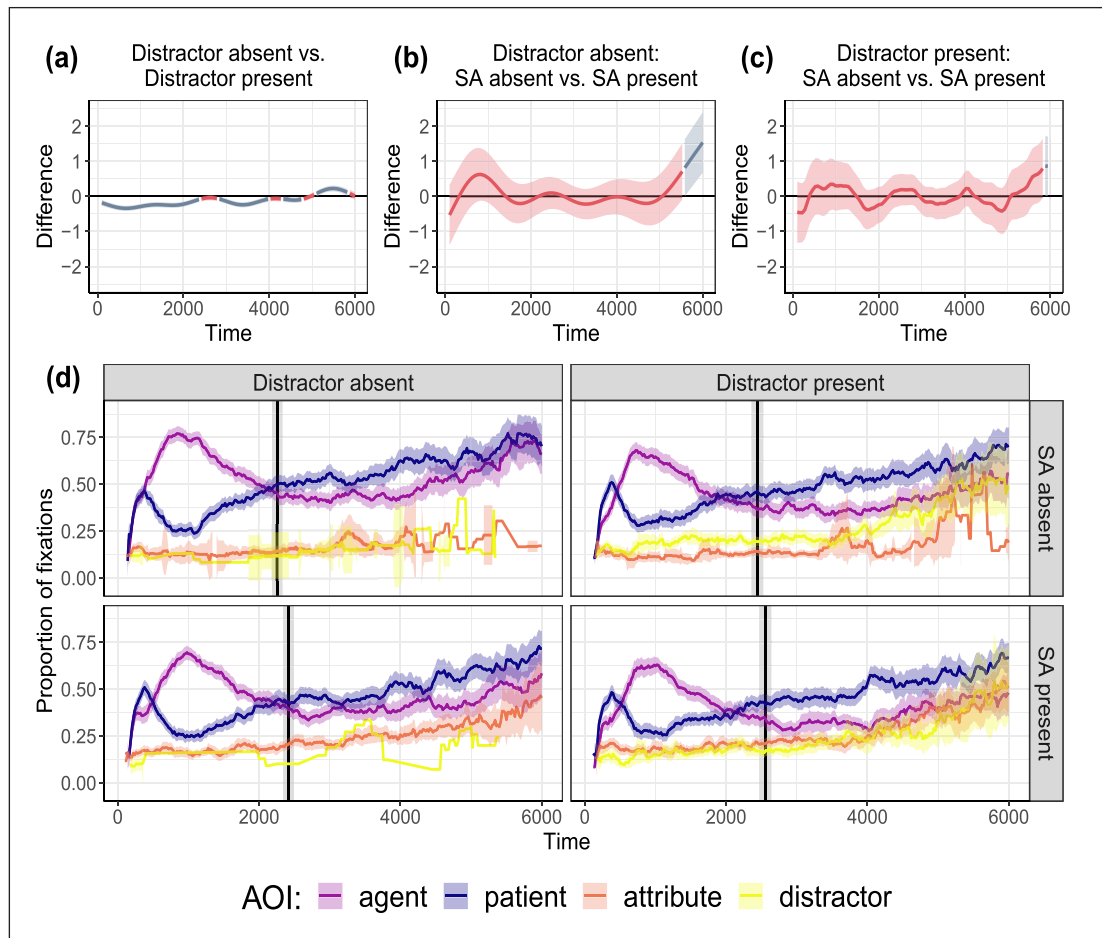 (a) Distractor absent vs.
Distractor present
2
1
0
−1
−2
Difference
0 2000 4000 6000
Time
(b) Distractor absent:
SA absent vs. SA present
2
1
0
−1
−2
Difference
0 2000 4000 6000
Time
(c) Distractor present:
SA absent vs. SA present
2
1
0
−1
−2
Difference
0 2000 4000 6000
Time
(d)
Distractor absent Distractor present
0.75
0.50
0.25
0.00
SA absent
Proportion of fixations
0.75
0.50
0.25
0.00
SA present
0 2000 4000 6000 0 2000 4000 6000
Time
AOI: agent patient attribute distractor